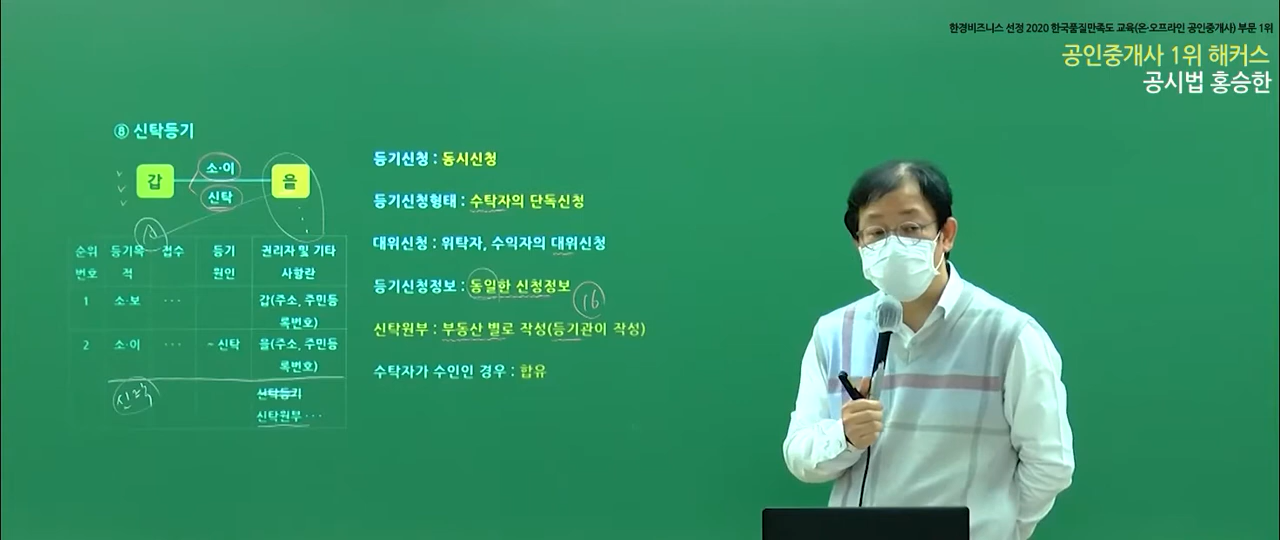 한경비즈니스 선정 2020 한국품질만족도 교육(온·오프라인 공인중개사) 부문 1위
공인중개사 1위 해커스
공시법 홍승한
⑧ 신탁등기
갑
소·이
신탁
을
등기신청 : 동시신청
등기신청형태 : 수탁자의 단독신청
대위신청 : 위탁자, 수익자의 대위신청
등기신청정보 : 동일한 신청정보
16
신탁원부 : 부동산 별로 작성(등기관이 작성)
수탁자가 수인인 경우 : 합유
순위 등기목 접수 등기 권리자 및 기타
번호 적 원인 사항란
1 소·보 ··· 갑(주소, 주민등
록번호)
2 소·이 ··· ~신탁 을(주소, 주민등
록번호)
신탁
신탁등기
신탁원부 ···